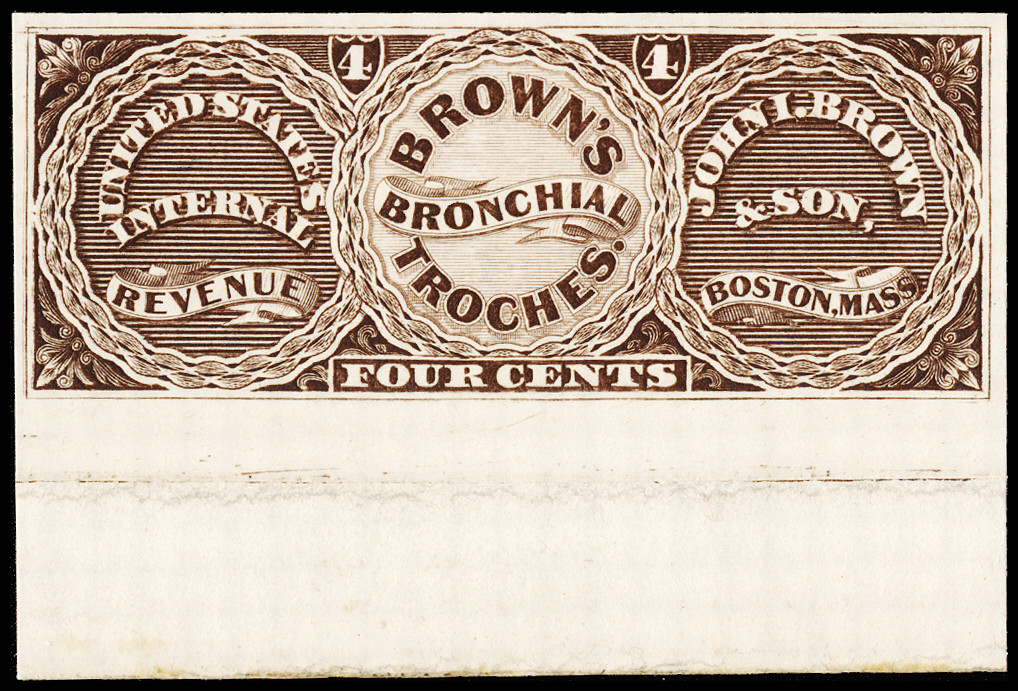 4 4
UNITED STATES
INTERNAL
REVENUE
BROWN'S
BRONCHIAL
TROCHES.
JOHN I. BROWN
& SON,
BOSTON, MASS
FOUR CENTS